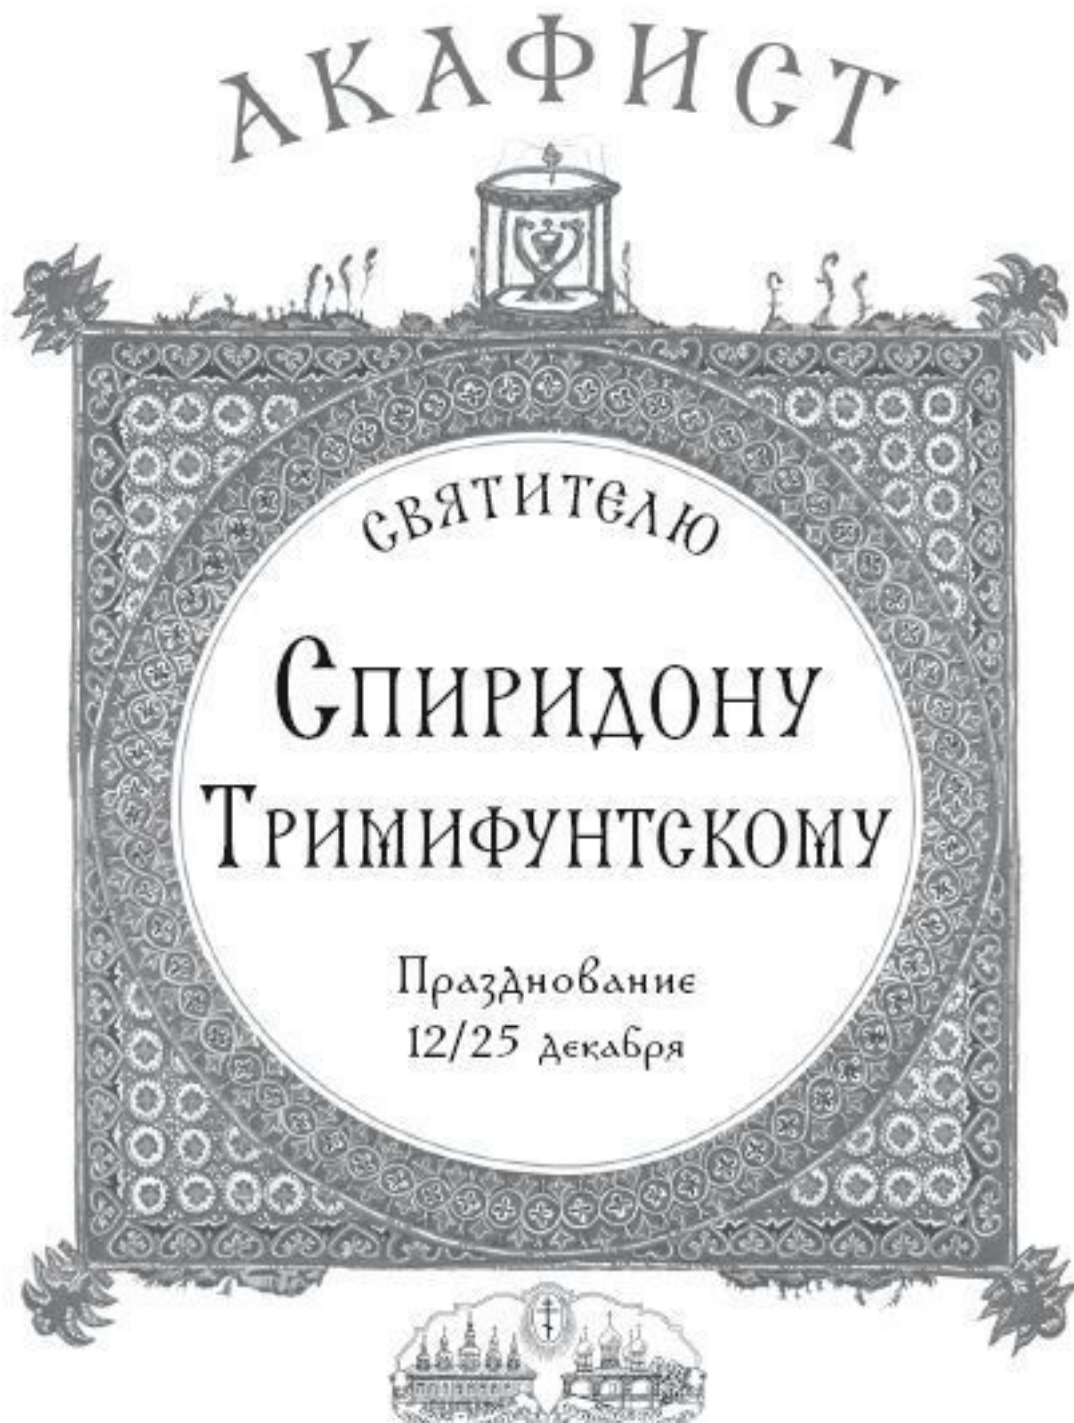 АКАФИСТ
СВЯТИТЕЛЮ
СПИРИДОНУ
ТРИМИФУНТСКОМУ
Празднование
12/25 декабря